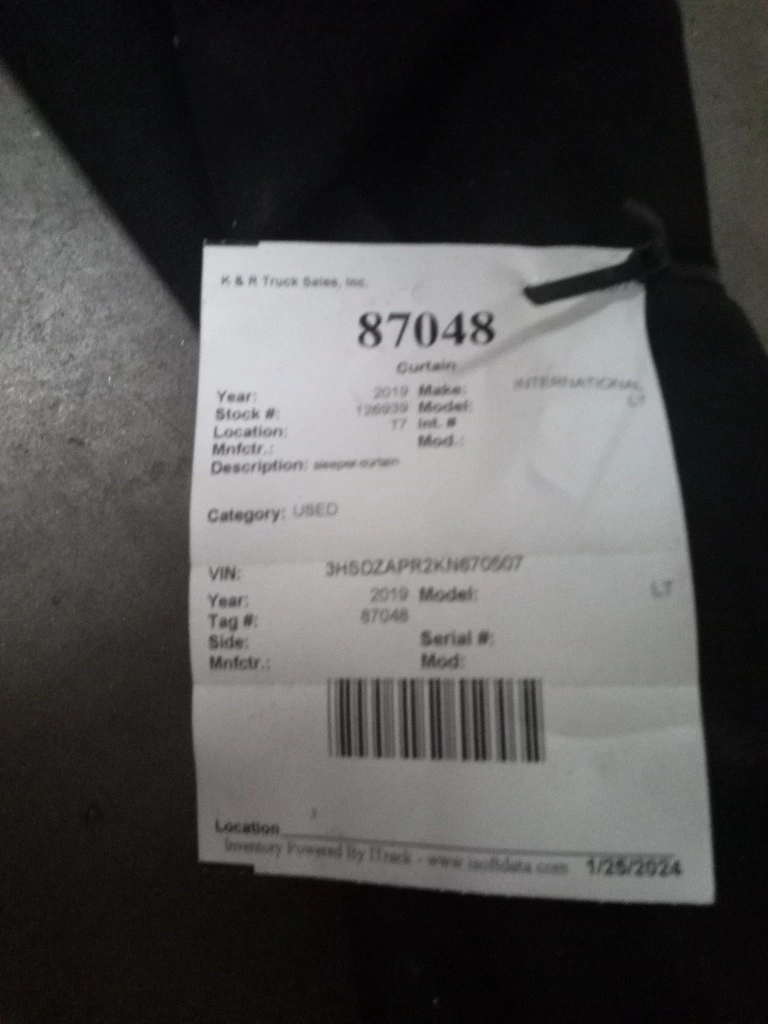 K & R Truck Sales, Inc.
87048
Curtain
Year: 2019 Make: INTERNATIONAL
Stock #: 126939 Model: LT
Location: 17 Int. #
Mnfctr.: Mod.:
Description: sleeper curtain
Category: USED
VIN: 3HSDZAPR2KN670507
Year: 2019 Model: LT
Tag #: 87048
Side: Serial #:
Mnfctr.: Mod:
Location
Inventory Powered By ITrack - www.isoftdata.com 1/25/2024